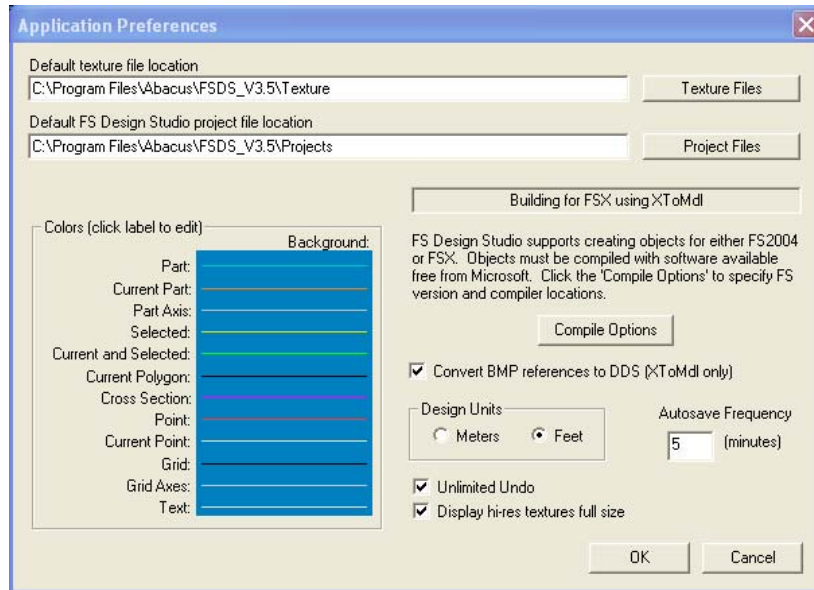 Application Preferences
Default texture file location
C:\Program Files\Abacus\FSDS_V3.5\Texture
Texture Files
Default FS Design Studio project file location
C:\Program Files\Abacus\FSDS_V3.5\Projects
Project Files
Building for FSX using XToMdl
Colors (click label to edit)
Background:
Part:
Current Part:
Part Axis:
Selected:
Current and Selected:
Current Polygon:
Cross Section:
Point:
Current Point:
Grid:
Grid Axes:
Text:
FS Design Studio supports creating objects for either FS2004
or FSX. Objects must be compiled with software available
free from Microsoft. Click the 'Compile Options' to specify FS
version and compiler locations.
Compile Options
Convert BMP references to DDS (XToMdl only)
Design Units
Meters
Feet
Autosave Frequency
5 (minutes)
Unlimited Undo
Display hi-res textures full size
OK
Cancel